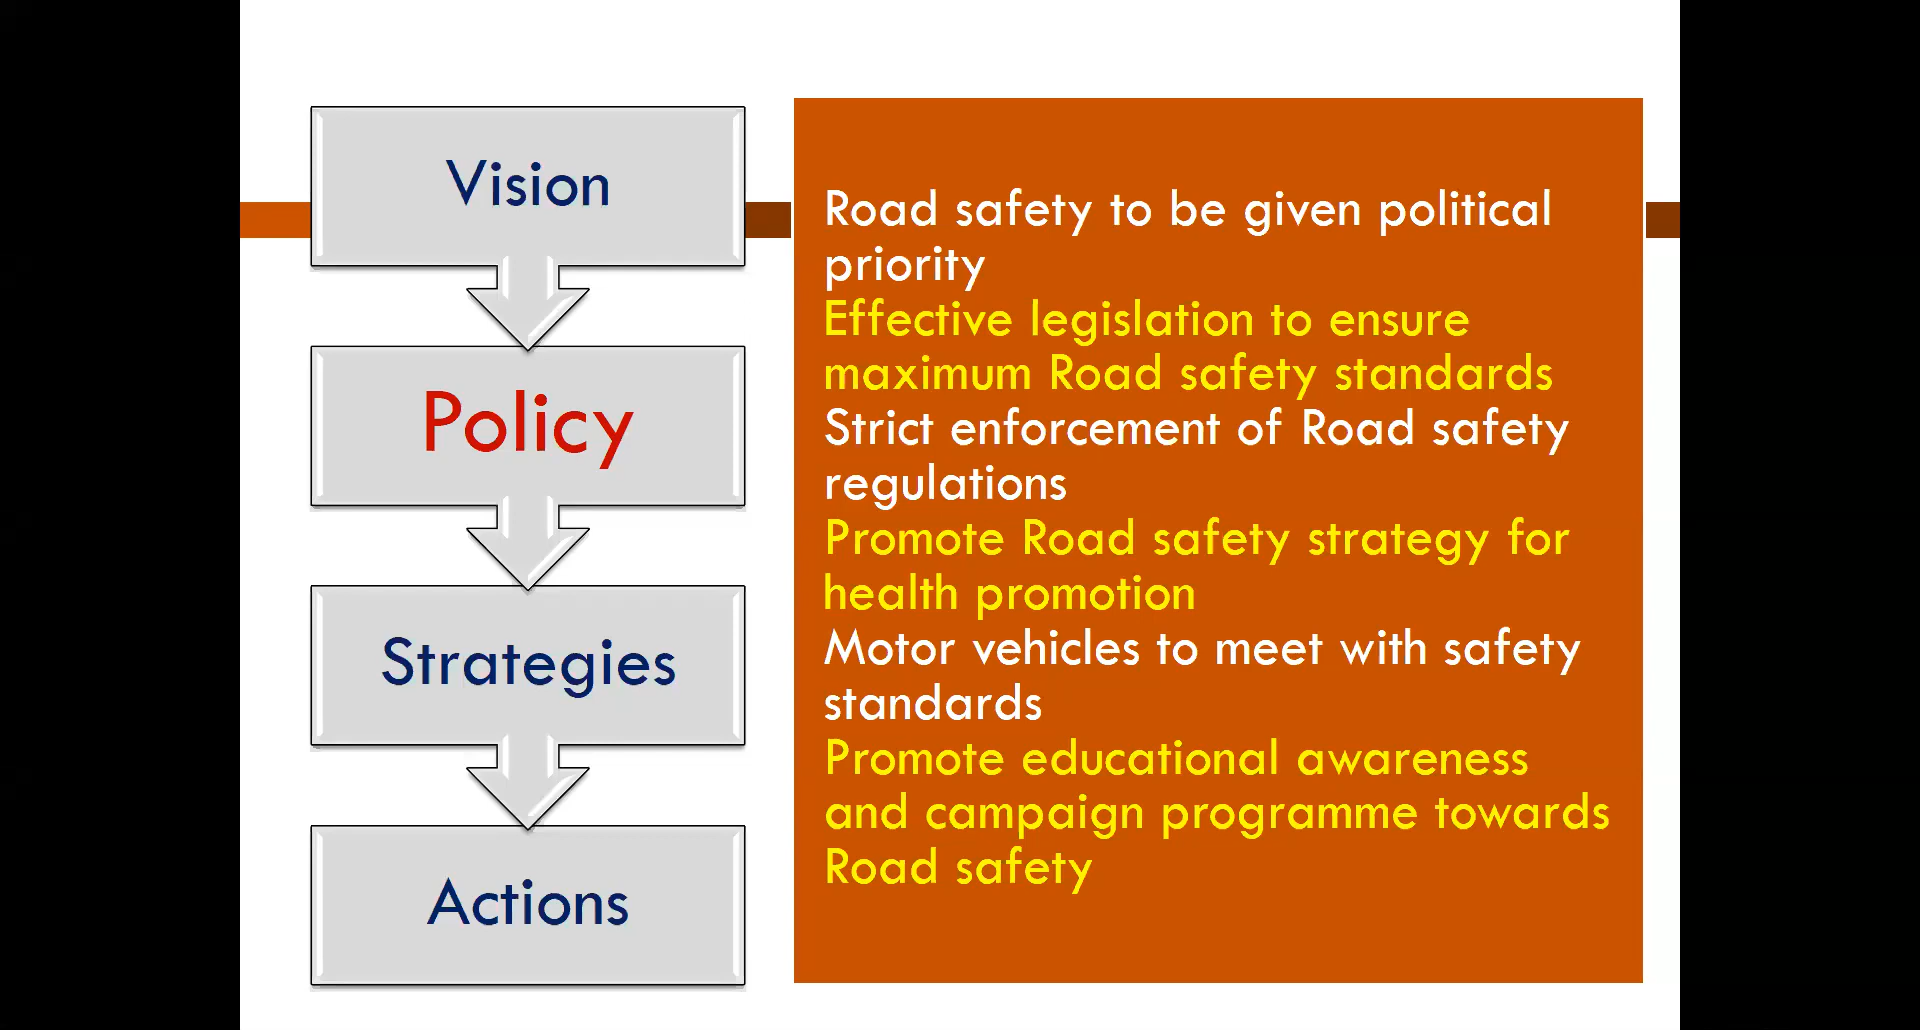 Vision
Policy
Strategies
Actions
Road safety to be given political
priority
Effective legislation to ensure
maximum Road safety standards
Strict enforcement of Road safety
regulations
Promote Road safety strategy for
health promotion
Motor vehicles to meet with safety
standards
Promote educational awareness
and campaign programme towards
Road safety